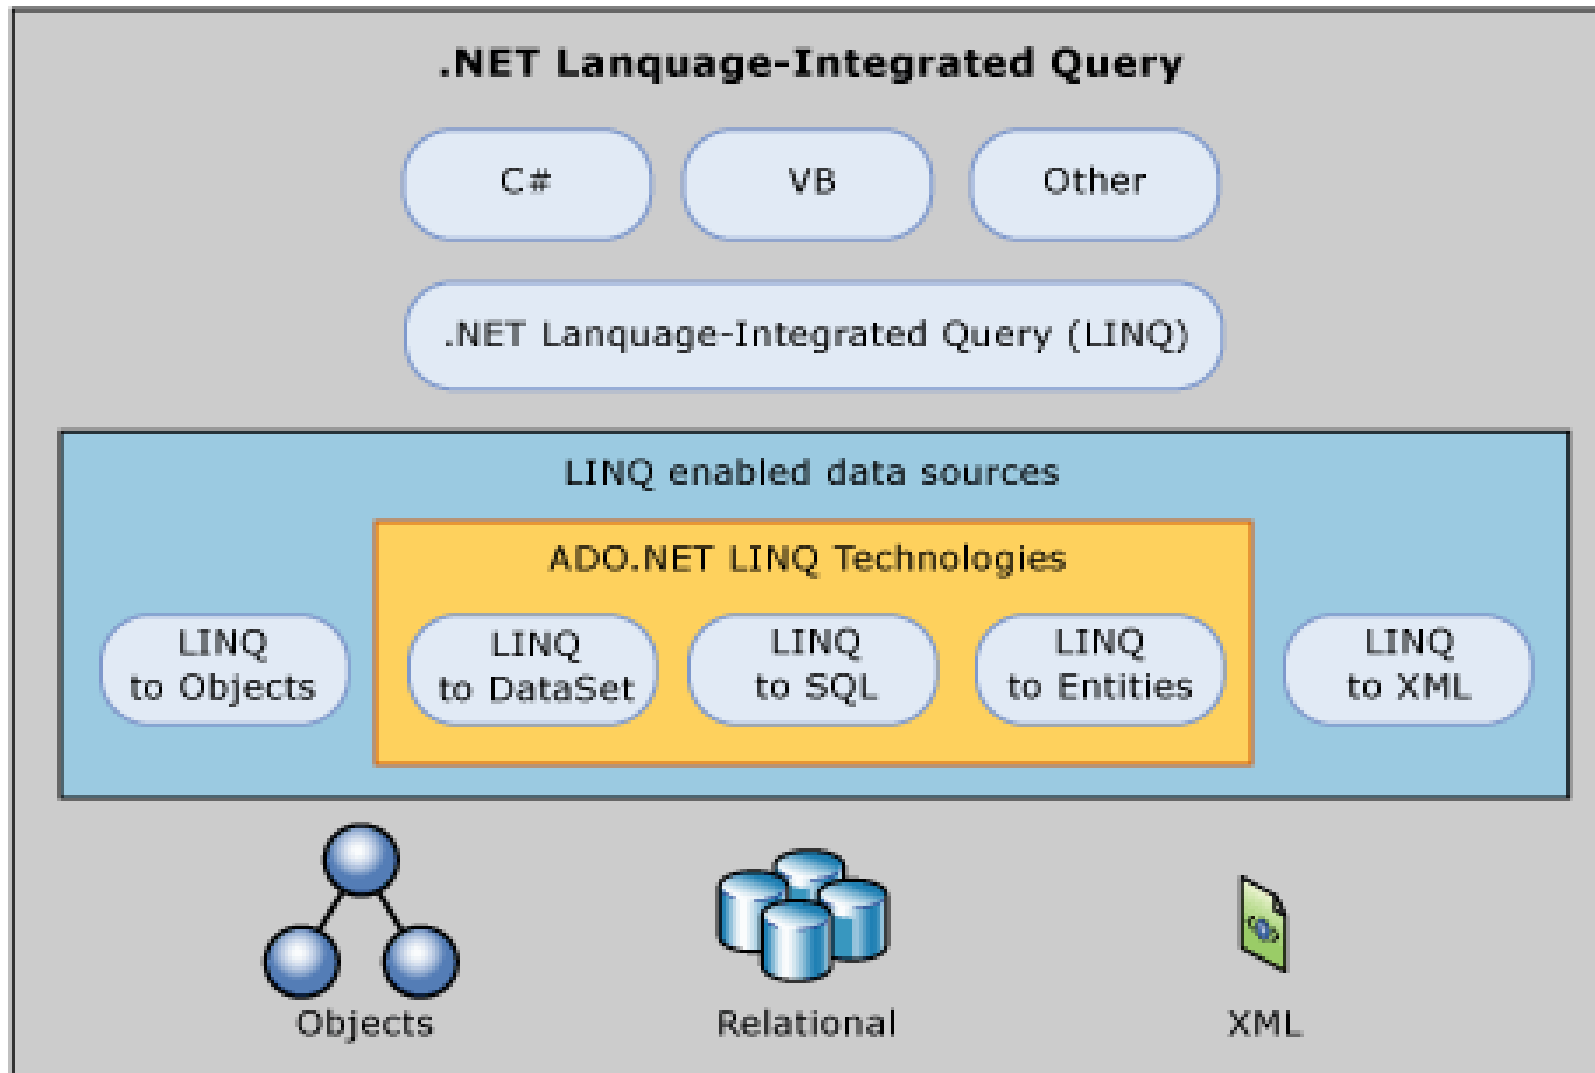 .NET Lanquage-Integrated Query
C# VB Other
.NET Lanquage-Integrated Query (LINQ)
LINQ enabled data sources
ADO.NET LINQ Technologies
LINQ
to Objects
LINQ
to DataSet
LINQ
to SQL
LINQ
to Entities
LINQ
to XML
Objects
Relational
XML